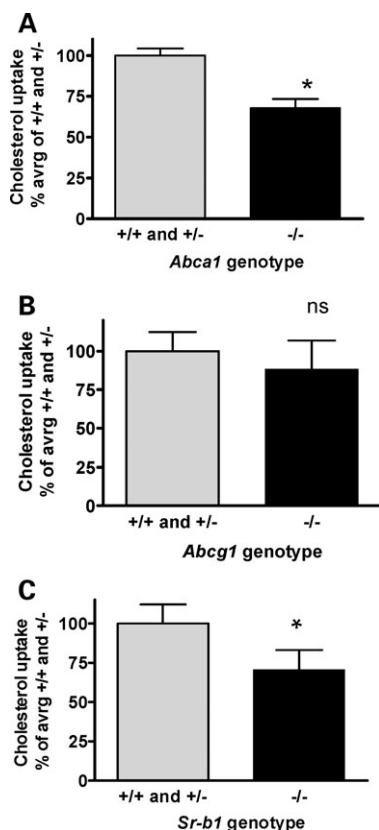 A
Cholesterol uptake
% avrg of +/+ and +/-
100
75
50
25
0
*
+/+ and +/-
-/-
Abca1 genotype
B
Cholesterol uptake
% of avrg +/+ and +/-
100
75
50
25
0
ns
+/+ and +/-
-/-
Abcg1 genotype
C
Cholesterol uptake
% of avrg +/+ and +/-
100
75
50
25
0
*
+/+ and +/-
-/-
Sr-b1 genotype